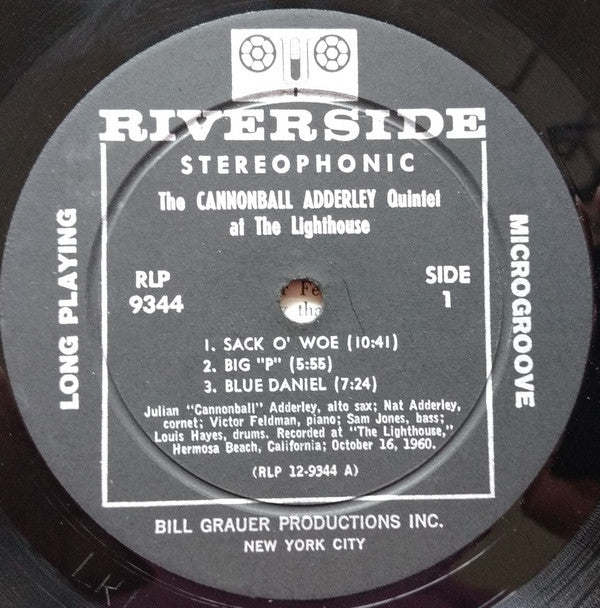 RIVERSIDE
STEREOPHONIC
The CANNONBALL ADDERLEY Quintet
at The Lighthouse
LONG PLAYING
MICROGROOVE
RLP
9344
SIDE
1
Fe
tha
1. SACK O' WOE (10:41)
2. BIG "P" (5:55)
3. BLUE DANIEL (7:24)
Julian "Cannonball" Adderley, alto sax; Nat Adderley,
cornet; Victor Feldman, piano; Sam Jones, bass;
Louis Hayes, drums. Recorded at "The Lighthouse,"
Hermosa Beach, California; October 16, 1960.
(RLP 12-9344 A)
BILL GRAUER PRODUCTIONS INC.
NEW YORK CITY